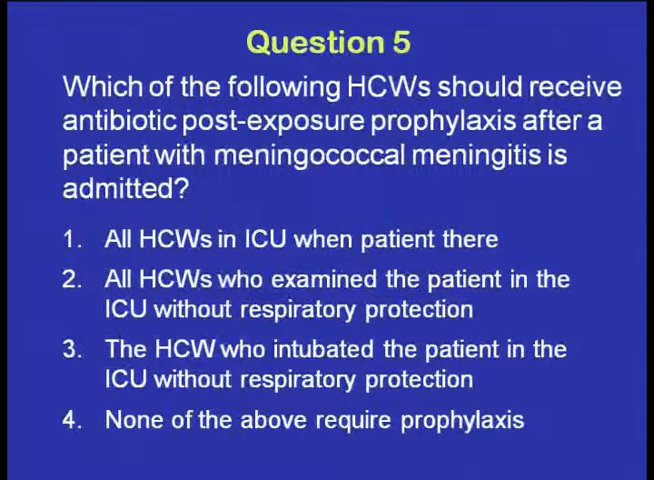 Question 5
Which of the following HCWs should receive
antibiotic post-exposure prophylaxis after a
patient with meningococcal meningitis is
admitted?
1. All HCWs in ICU when patient there
2. All HCWs who examined the patient in the
ICU without respiratory protection
3. The HCW who intubated the patient in the
ICU without respiratory protection
4. None of the above require prophylaxis